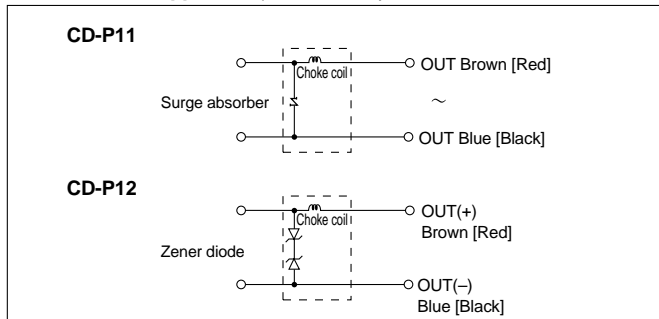 CD-P11
Choke coil
OUT Brown [Red]
Surge absorber
~
OUT Blue [Black]
CD-P12
Choke coil
OUT(+)
Brown [Red]
Zener diode
OUT(–)
Blue [Black]